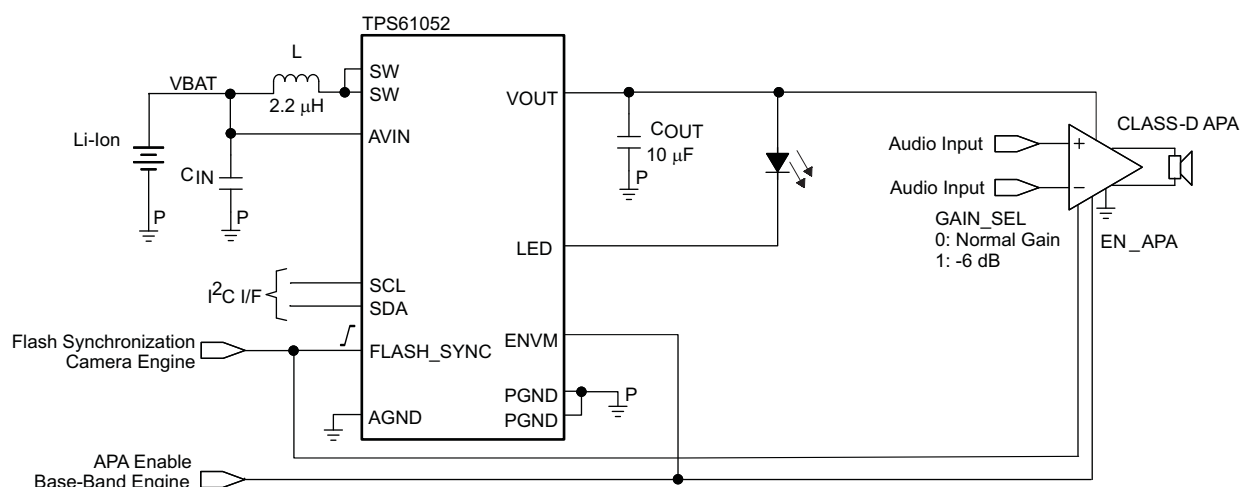 TPS61052
L
VBAT
2.2 μH
SW
SW
AVIN
VOUT
Li-Ion
CIN
P
P
COUT
10 μF
P
CLASS-D APA
Audio Input
+
Audio Input
−
GAIN_SEL
0: Normal Gain
1: -6 dB
EN_APA
LED
I²C I/F
SCL
SDA
Flash Synchronization
Camera Engine
FLASH_SYNC
ENVM
PGND
PGND
P
AGND
APA Enable
Base-Band Engine